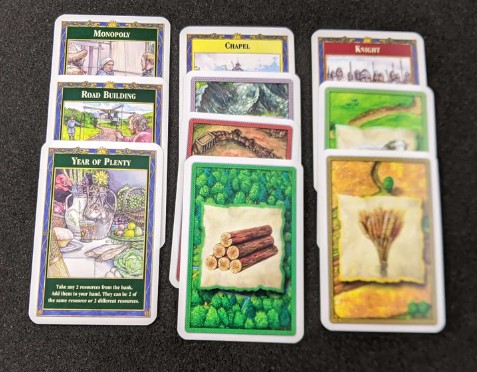 MONOPOLY
CHAPEL
KNIGHT
ROAD BUILDING
YEAR OF PLENTY
Take any 2 resources from the bank.
Add them to your hand. They can be 2 of
the same resource or 2 different resources.